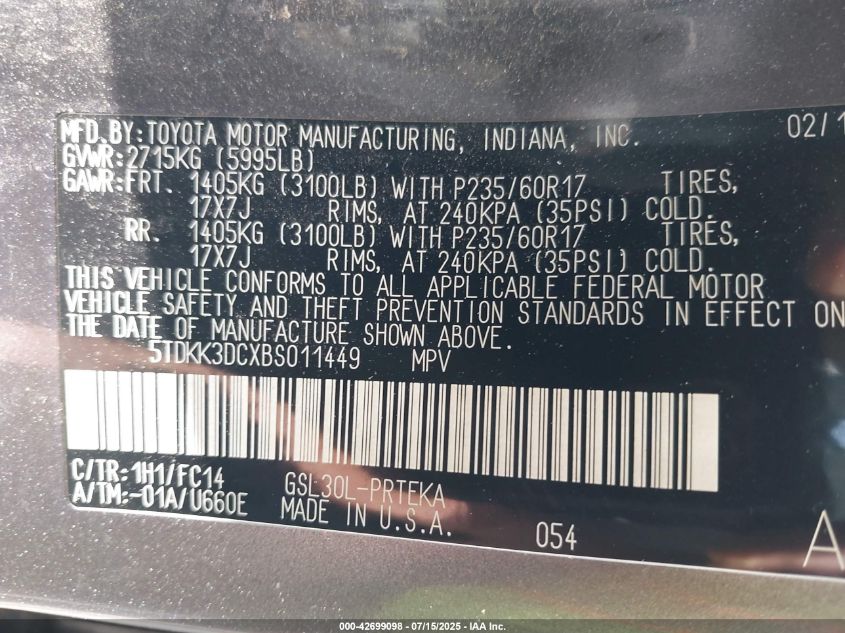 MFD BY: TOYOTA MOTOR MANUFACTURING, INDIANA, INC. 02/1
GVWR: 2715KG (5995LB)
GAWR: FRT. 1405KG (3100LB) WITH P235/60R17 TIRES,
17X7J RIMS, AT 240KPA (35PSI) COLD.
RR. 1405KG (3100LB) WITH P235/60R17 TIRES,
17X7J RIMS, AT 240KPA (35PSI) COLD.
THIS VEHICLE CONFORMS TO ALL APPLICABLE FEDERAL MOTOR
VEHICLE SAFETY AND THEFT PREVENTION STANDARDS IN EFFECT ON
THE DATE OF MANUFACTURE SHOWN ABOVE.
5TDKK3DCXBS011449 MPV
C/TR: 1H1/FC14 GSL30L-PRTEKA
A/TM: -01A/U660E MADE IN U.S.A. 054 A
000-42699098 - 07/15/2025 - IAA Inc.